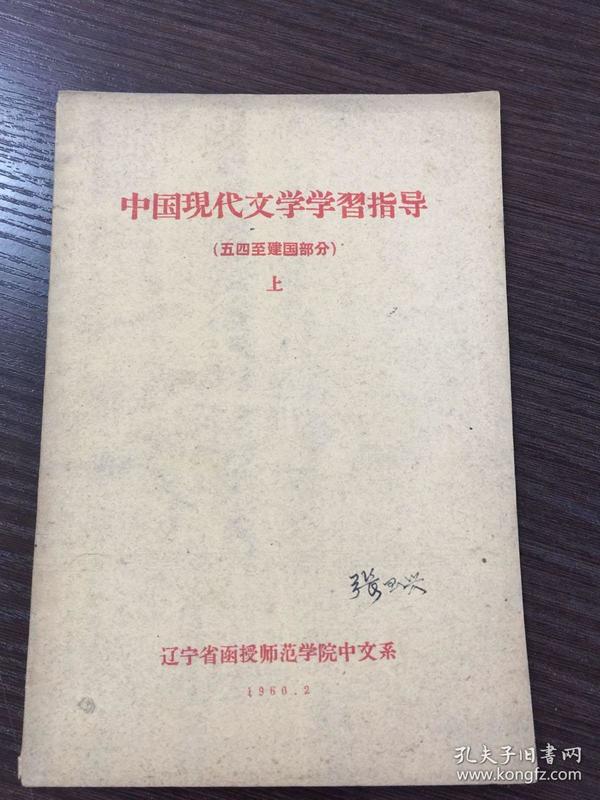 中国現代文学学習指导
(五四至建国部分)
上
辽宁省函授师范学院中文系
1960.2
孔夫子旧书网
www.kongfz.com